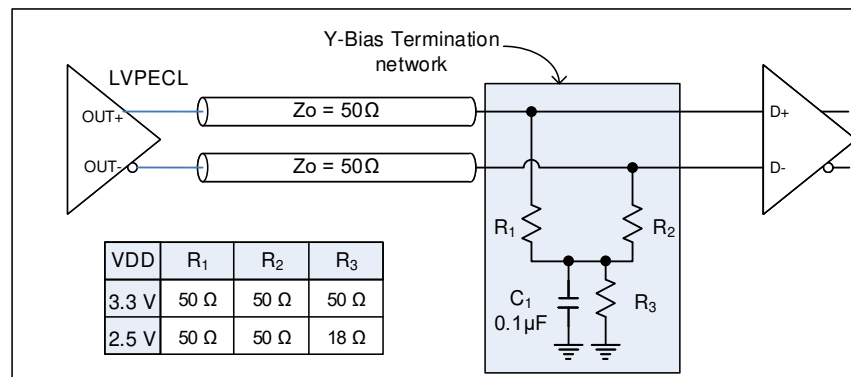 Y-Bias Termination
network
LVPECL
OUT+
Zo = 50Ω
D+
OUT-
Zo = 50Ω
D-
R1
R2
VDD R1 R2 R3
3.3 V 50 Ω 50 Ω 50 Ω
2.5 V 50 Ω 50 Ω 18 Ω
C1
0.1µF
R3